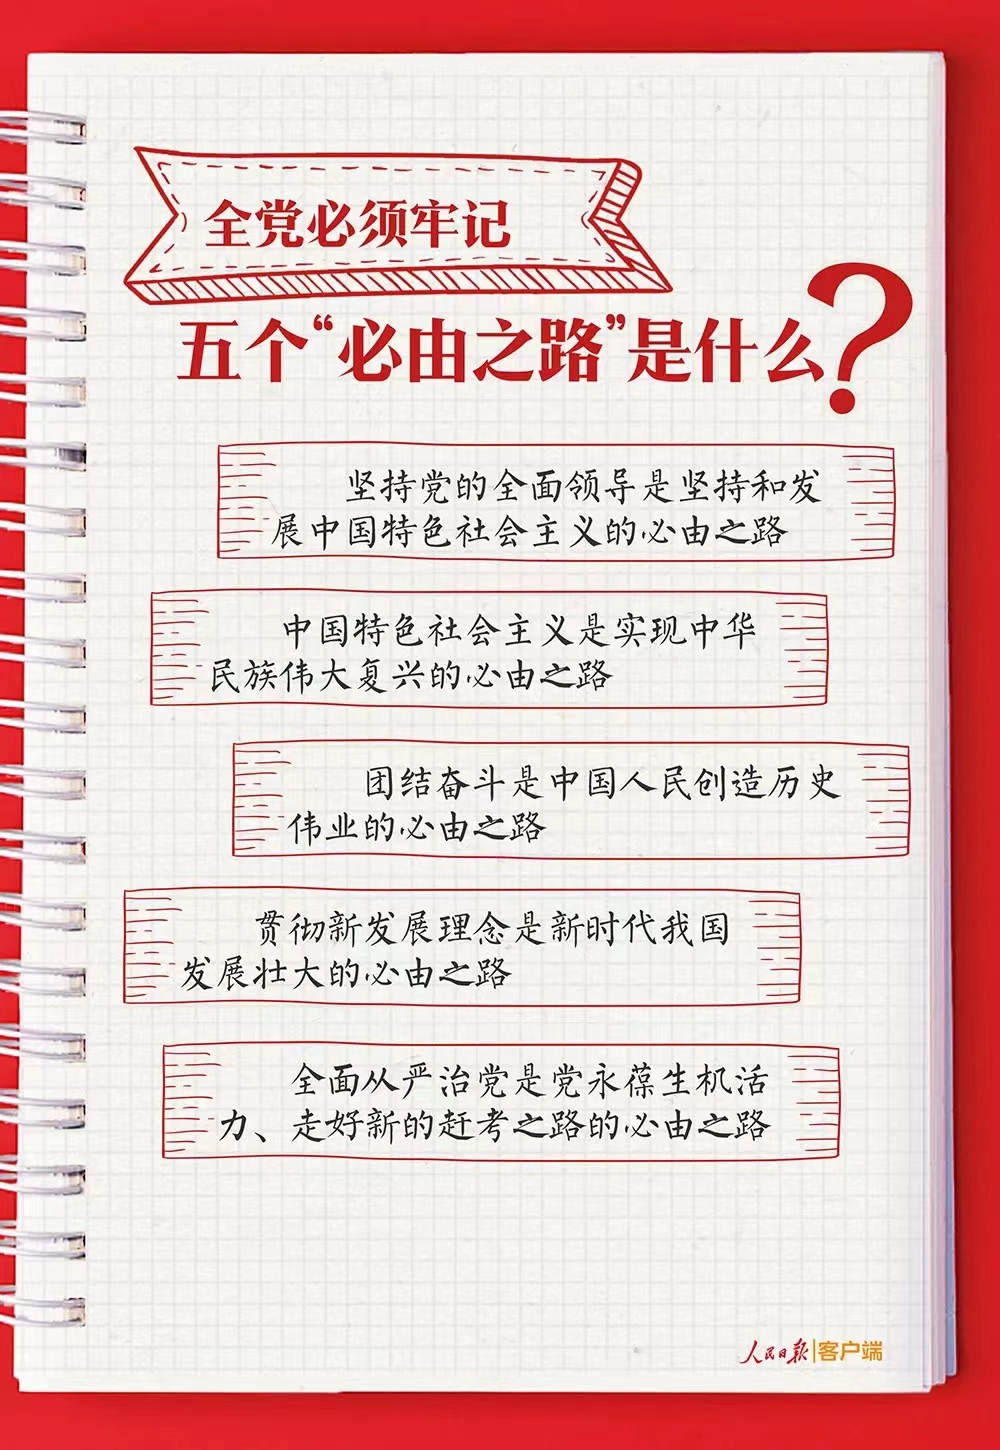 全党必须牢记
五个“必由之路”是什么?
坚持党的全面领导是坚持和发
展中国特色社会主义的必由之路
中国特色社会主义是实现中华
民族伟大复兴的必由之路
团结奋斗是中国人民创造历史
伟业的必由之路
贯彻新发展理念是新时代我国
发展壮大的必由之路
全面从严治党是党永葆生机活
力、走好新的赶考之路的必由之路
人民日报|客户端